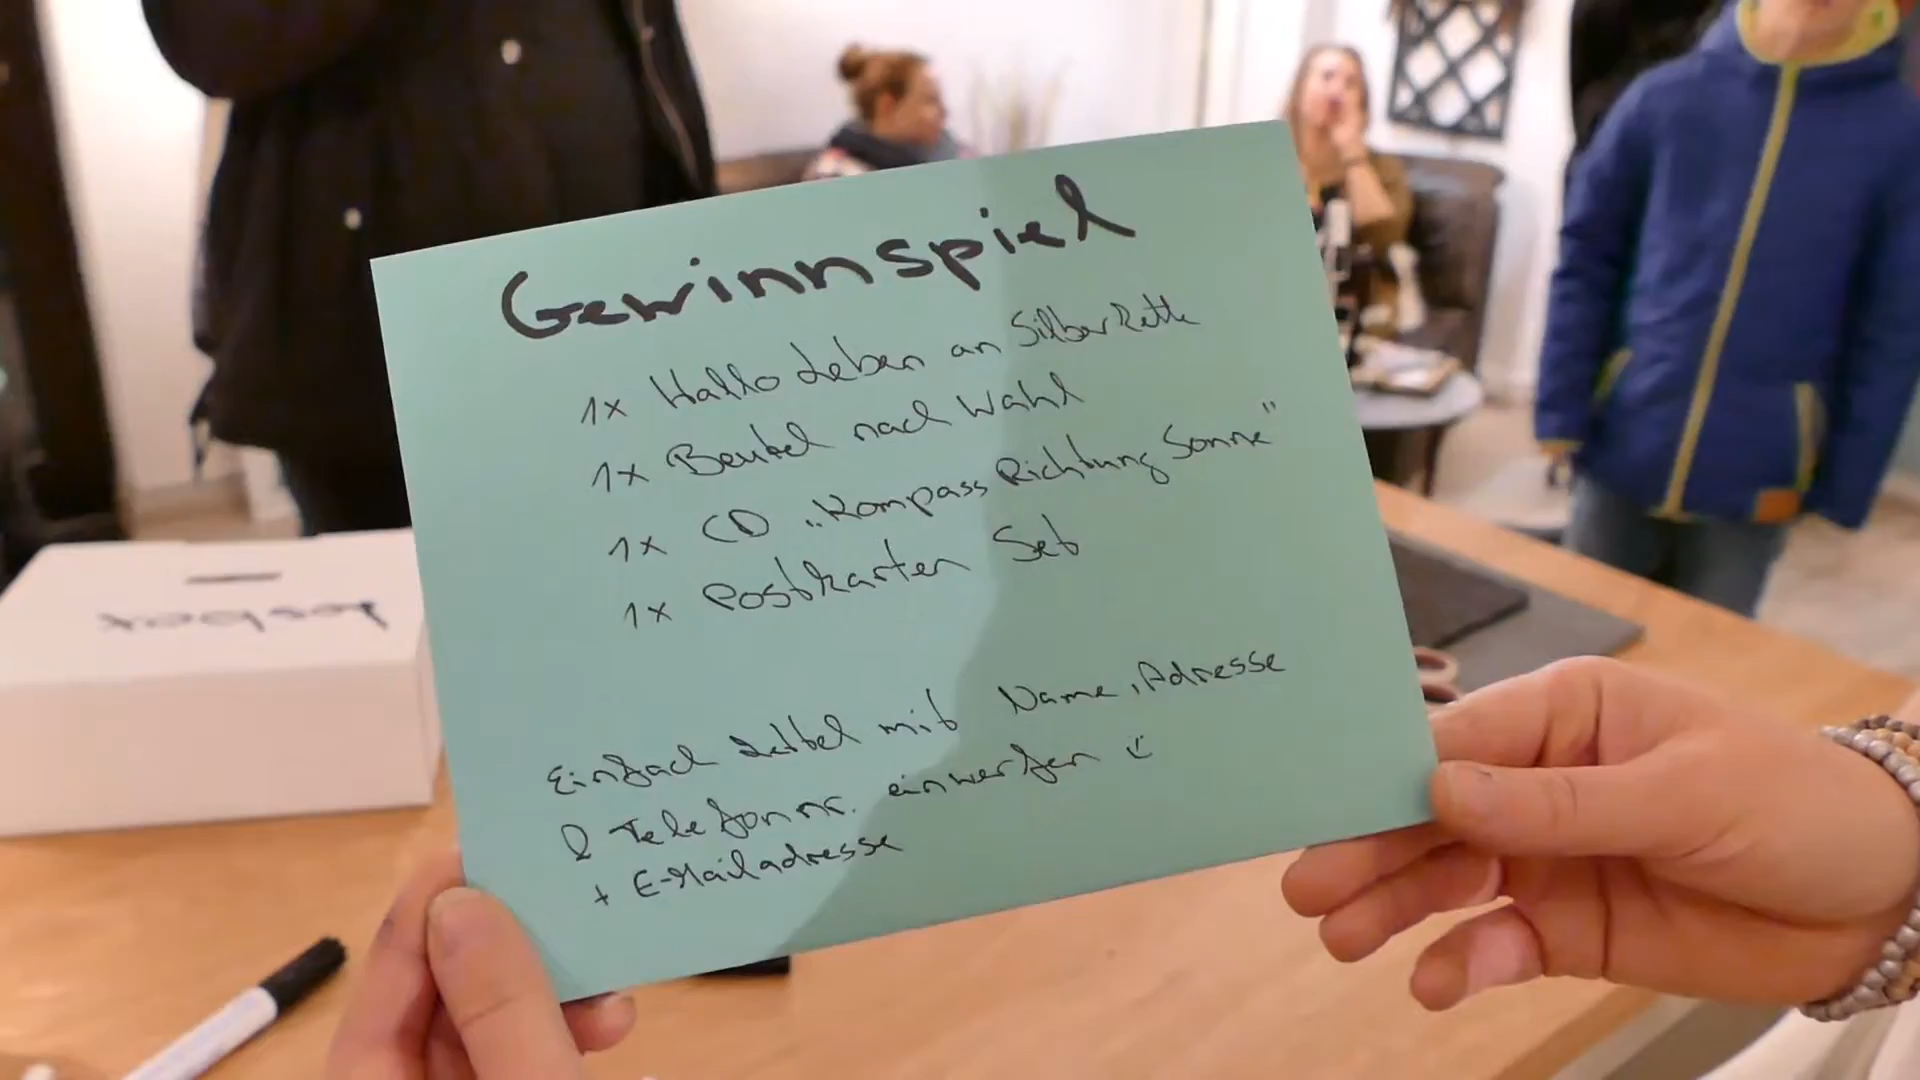 Gewinnspiel
1x Hallo Leben an Silberkette
1x Beutel nach Wahl
1x CD „Kompass Richtung Sonne"
1x Postkarten Set
Einfach Zettel mit Name, Adresse
& Telefonnr. einwerfen ü
+ E-Mailadresse
Losbox